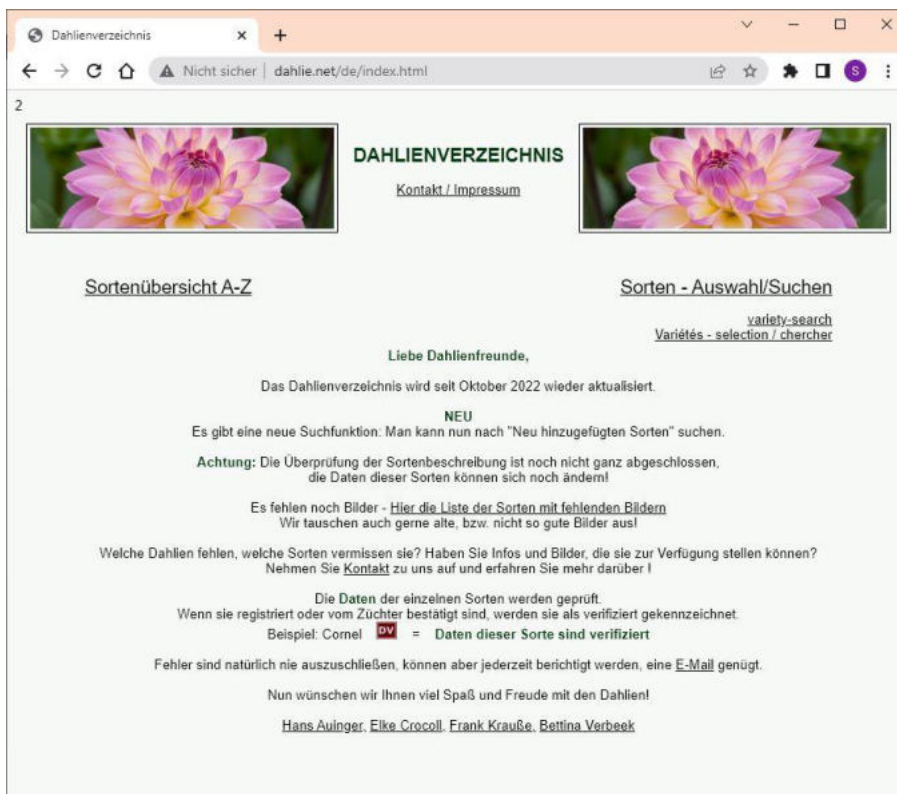 Dahlienverzeichnis
Nicht sicher | dahlie.net/de/index.html
S
2
DAHLIENVERZEICHNIS
Kontakt / Impressum
Sortenübersicht A-Z
Sorten - Auswahl/Suchen
variety-search
Variétés - selection / chercher
Liebe Dahlienfreunde,
Das Dahlienverzeichnis wird seit Oktober 2022 wieder aktualisiert.
NEU
Es gibt eine neue Suchfunktion: Man kann nun nach "Neu hinzugefügten Sorten" suchen.
Achtung: Die Überprüfung der Sortenbeschreibung ist noch nicht ganz abgeschlossen,
die Daten dieser Sorten können sich noch ändern!
Es fehlen noch Bilder - Hier die Liste der Sorten mit fehlenden Bildern
Wir tauschen auch gerne alte, bzw. nicht so gute Bilder aus!
Welche Dahlien fehlen, welche Sorten vermissen sie? Haben Sie Infos und Bilder, die sie zur Verfügung stellen können?
Nehmen Sie Kontakt zu uns auf und erfahren Sie mehr darüber !
Die Daten der einzelnen Sorten werden geprüft.
Wenn sie registriert oder vom Züchter bestätigt sind, werden sie als verifiziert gekennzeichnet.
Beispiel: Cornel DV = Daten dieser Sorte sind verifiziert
Fehler sind natürlich nie auszuschließen, können aber jederzeit berichtigt werden, eine E-Mail genügt.
Nun wünschen wir Ihnen viel Spaß und Freude mit den Dahlien!
Hans Auinger, Elke Crocoll, Frank Krauße, Bettina Verbeek